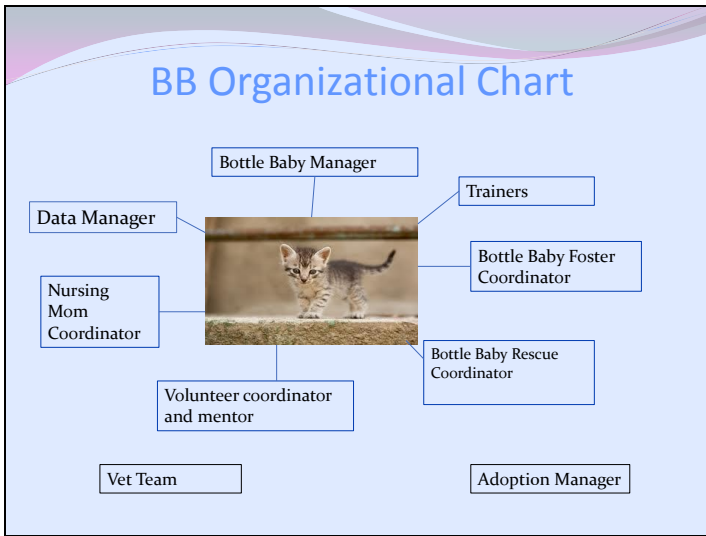 BB Organizational Chart
Bottle Baby Manager
Trainers
Data Manager
Bottle Baby Foster
Coordinator
Nursing
Mom
Coordinator
Bottle Baby Rescue
Coordinator
Volunteer coordinator
and mentor
Vet Team
Adoption Manager